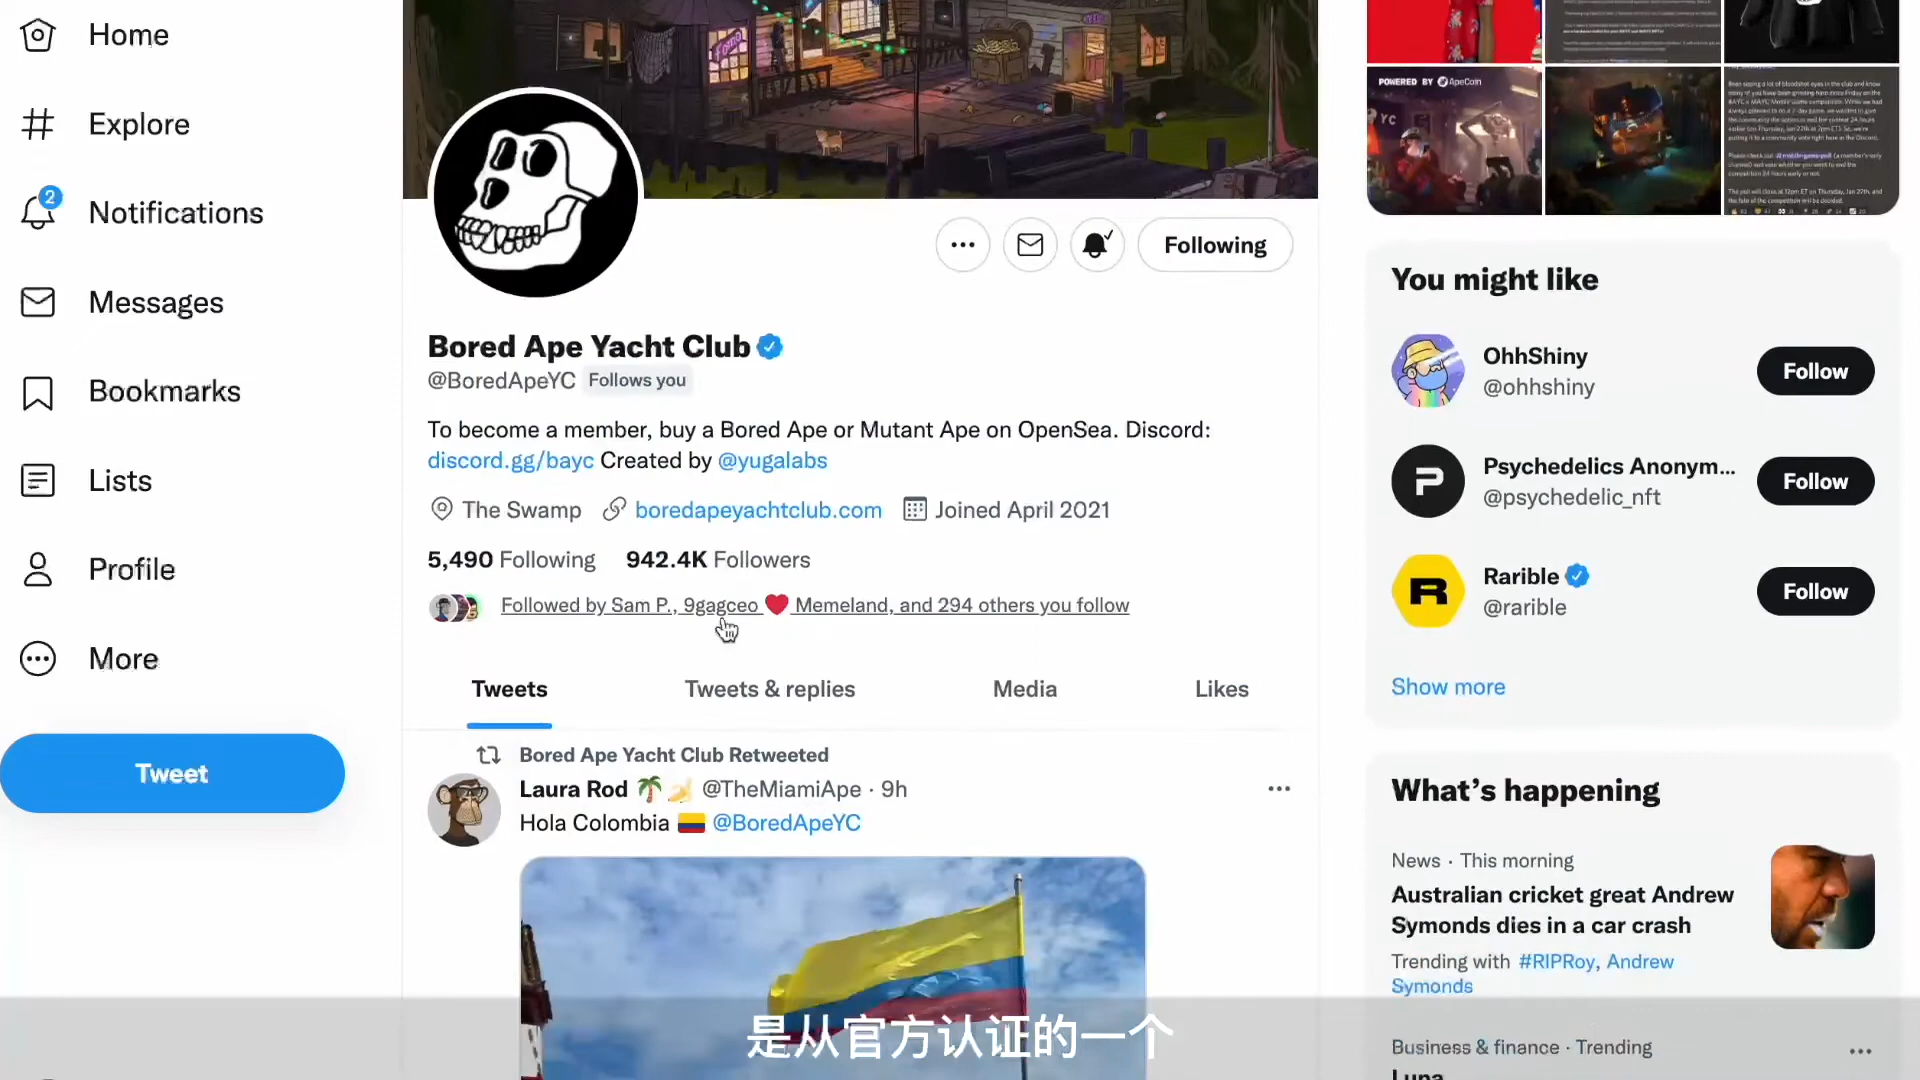 Home
Explore
2
Notifications
Messages
Bookmarks
Lists
Profile
More
Tweet
Following
Bored Ape Yacht Club
@BoredApeYC Follows you
To become a member, buy a Bored Ape or Mutant Ape on OpenSea. Discord:
discord.gg/bayc Created by @yugalabs
The Swamp boredapeyachtclub.com Joined April 2021
5,490 Following 942.4K Followers
Followed by Sam P., 9gagceo ❤️ Memeland, and 294 others you follow
Tweets Tweets & replies Media Likes
Bored Ape Yacht Club Retweeted
Laura Rod 🌴🍌 @TheMiamiApe · 9h
Hola Colombia 🇨🇴 @BoredApeYC
POWERED BY ApeCoin
You might like
OhhShiny
@ohhshiny
Follow
Psychedelics Anonym...
@psychedelic_nft
Follow
Rarible
@rarible
Follow
Show more
What's happening
News · This morning
Australian cricket great Andrew
Symonds dies in a car crash
Trending with #RIPRoy, Andrew
Symonds
Business & finance · Trending
Luna
是从官方认证的一个